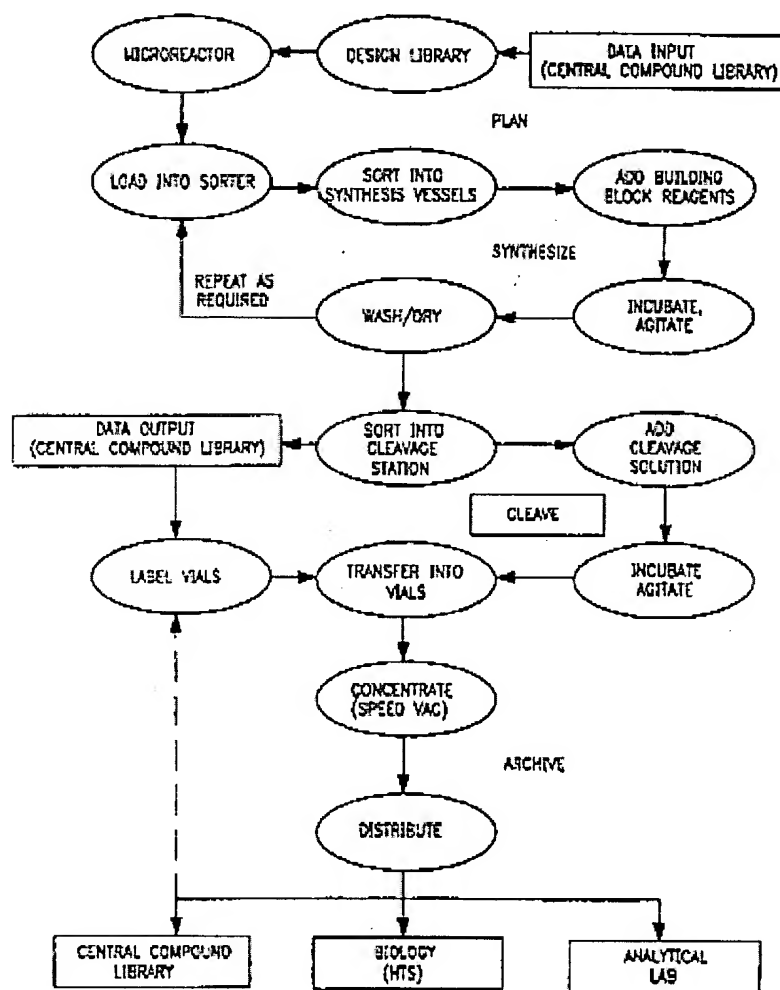 MICROREACTOR
DESIGN LIBRARY
DATA INPUT
(CENTRAL COMPOUND LIBRARY)
PLAN
LOAD INTO SORTER
SORT INTO
SYNTHESIS VESSELS
ADD BUILDING
BLOCK REAGENTS
SYNTHESIZE
REPEAT AS
REQUIRED
WASH/DRY
INCUBATE,
AGITATE
DATA OUTPUT
(CENTRAL COMPOUND LIBRARY)
SORT INTO
CLEAVAGE
STATION
ADD
CLEAVAGE
SOLUTION
CLEAVE
LABEL VIALS
TRANSFER INTO
VIALS
INCUBATE
AGITATE
CONCENTRATE
(SPEED VAC)
ARCHIVE
DISTRIBUTE
CENTRAL COMPOUND
LIBRARY
BIOLOGY
(HTS)
ANALYTICAL
LAB